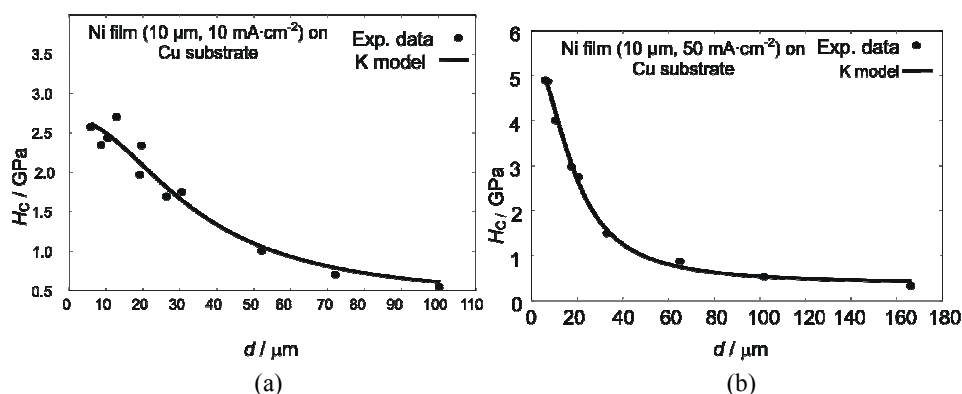 Ni film (10 μm, 10 mA·cm-2) on
Cu substrate
Exp. data
K model
3.5
3.0
2.5
2.0
1.5
1.0
0.5
HC / GPa
0 10 20 30 40 50 60 70 80 90 100 110
d / μm
(a)
Ni film (10 μm, 50 mA·cm-2) on
Cu substrate
Exp. data
K model
6
5
4
3
2
1
0
HC / GPa
0 20 40 60 80 100 120 140 160 180
d / μm
(b)